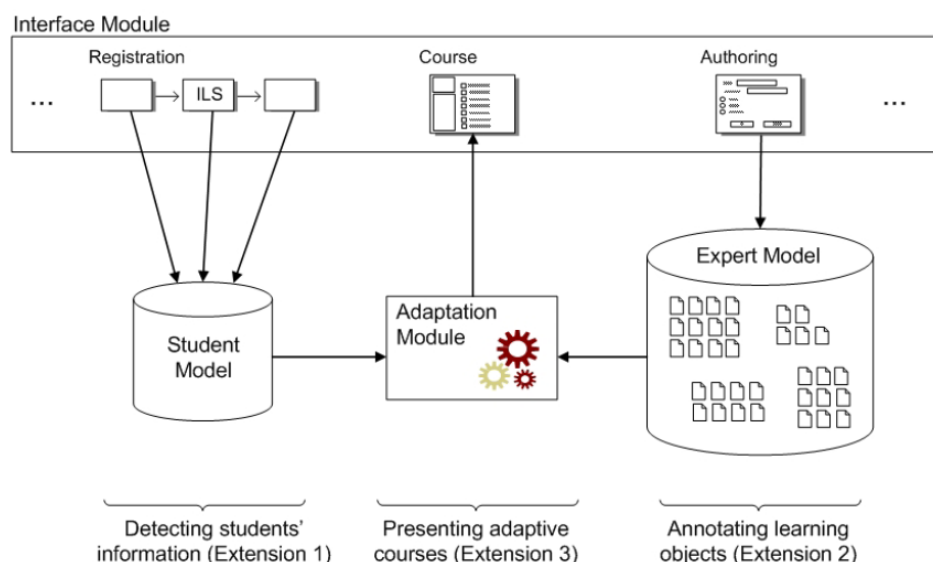 Interface Module
Registration
Course
Authoring
...
ILS
...
Expert Model
Adaptation
Module
Student
Model
Detecting students'
information (Extension 1)
Presenting adaptive
courses (Extension 3)
Annotating learning
objects (Extension 2)